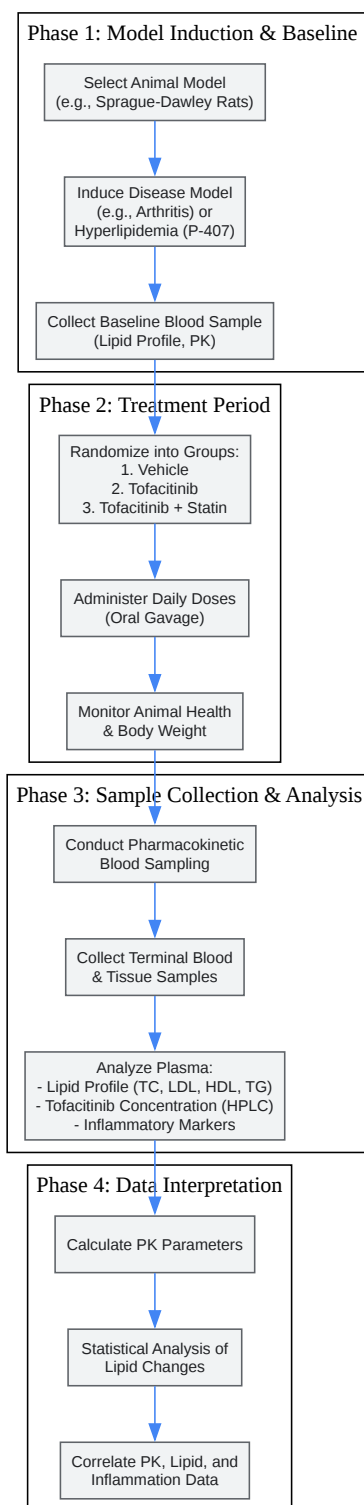 Phase 1: Model Induction & Baseline
Select Animal Model
(e.g., Sprague-Dawley Rats)
Induce Disease Model
(e.g., Arthritis) or
Hyperlipidemia (P-407)
Collect Baseline Blood Sample
(Lipid Profile, PK)
Phase 2: Treatment Period
Randomize into Groups:
1. Vehicle
2. Tofacitinib
3. Tofacitinib + Statin
Administer Daily Doses
(Oral Gavage)
Monitor Animal Health
& Body Weight
Phase 3: Sample Collection & Analysis
Conduct Pharmacokinetic
Blood Sampling
Collect Terminal Blood
& Tissue Samples
Analyze Plasma:
- Lipid Profile (TC, LDL, HDL, TG)
- Tofacitinib Concentration (HPLC)
- Inflammatory Markers
Phase 4: Data Interpretation
Calculate PK Parameters
Statistical Analysis of
Lipid Changes
Correlate PK, Lipid, and
Inflammation Data